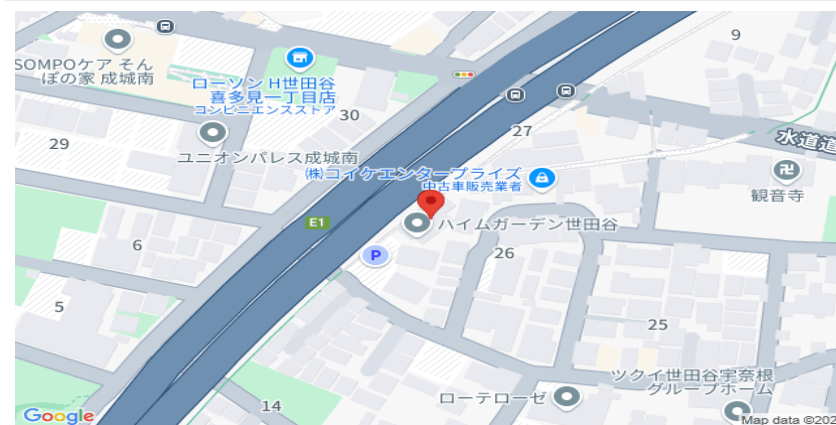 9
SOMPOケア そん
ぽの家 成城南
ローソン H世田谷
喜多見一丁目店
コンビニエンスストア
30
27
29
ユニオンパレス成城南
水道道
㈱コイケエンタープライズ
中古車販売業者
卍
観音寺
E1
ハイムガーデン世田谷
6
P
26
5
25
ツクイ世田谷宇奈根
グループホーム
ローテローゼ
14
Google
Map data ©202